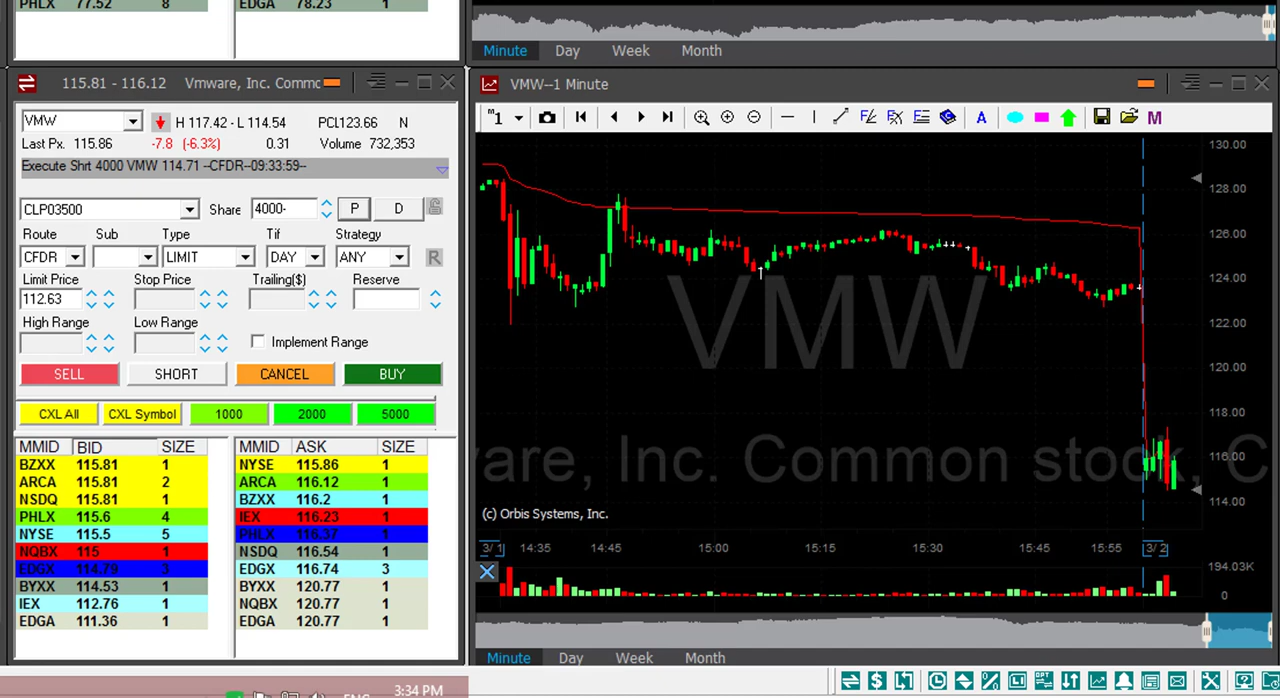 PHLX 77.52 8 EDGA 78.23 1
Minute Day Week Month
115.81 - 116.12 Vmware, Inc. Commc
VMW--1 Minute
VMW H 117.42 - L 114.54 PCL123.66 N
"1
A
M
Last Px. 115.86 -7.8 (-6.3%) 0.31 Volume 732,353
Execute Shrt 4000 VMW 114.71 --CFDR--09:33:59--
CLP03500 Share 4000- P D
Route Sub Type Tif Strategy
CFDR LIMIT DAY ANY R
Limit Price Stop Price Trailing($) Reserve
112.63
High Range Low Range
Implement Range
SELL SHORT CANCEL BUY
CXL All CXL Symbol 1000 2000 5000
MMID BID SIZE MMID ASK SIZE
BZXX 115.81 1 NYSE 115.86 1
ARCA 115.81 2 ARCA 116.12 1
NSDQ 115.81 1 BZXX 116.2 1
PHLX 115.6 4 IEX 116.23 1
NYSE 115.5 5 PHLX 116.37 1
NQBX 115 1 NSDQ 116.54 1
EDGX 114.79 3 EDGX 116.74 3
BYXX 114.53 1 BYXX 120.77 1
IEX 112.76 1 NQBX 120.77 1
EDGA 111.36 1 EDGA 120.77 1
130.00
128.00
126.00
124.00
122.00
120.00
118.00
116.00
114.00
VMW
ware, Inc. Common stock, C
(c) Orbis Systems, Inc.
3/ 1 14:35 14:45 15:00 15:15 15:30 15:45 15:55 3/ 2
194.03K
0
Minute Day Week Month
3:34 PM